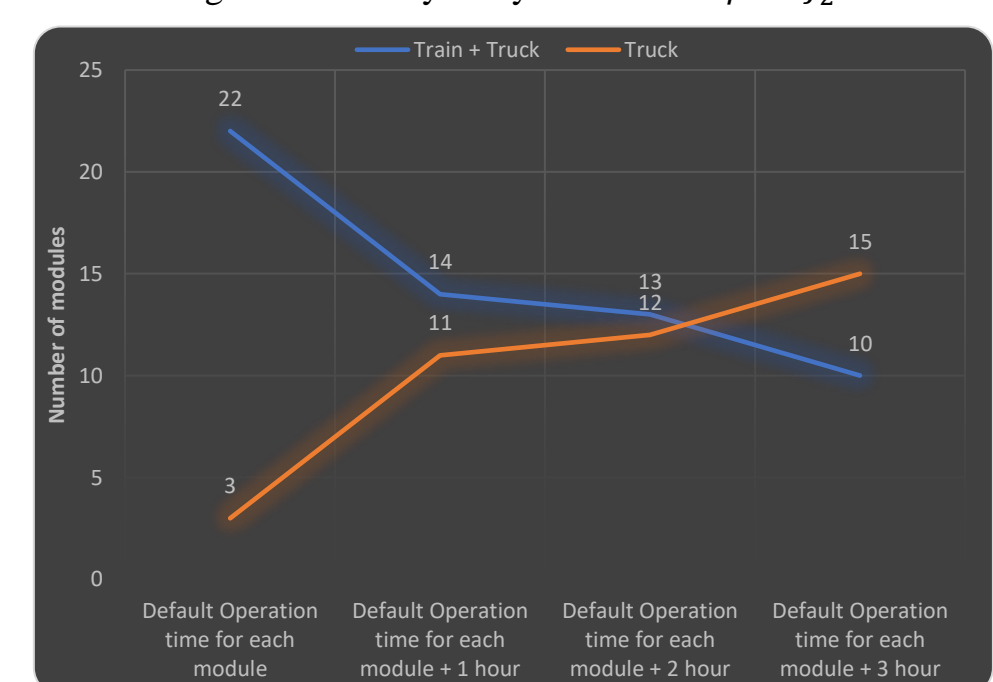 Train + Truck Truck
25
22
20
15
14
15
13
12
11
10
10
5
3
0
Number of modules
Default Operation time for each module
Default Operation time for each module + 1 hour
Default Operation time for each module + 2 hour
Default Operation time for each module + 3 hour